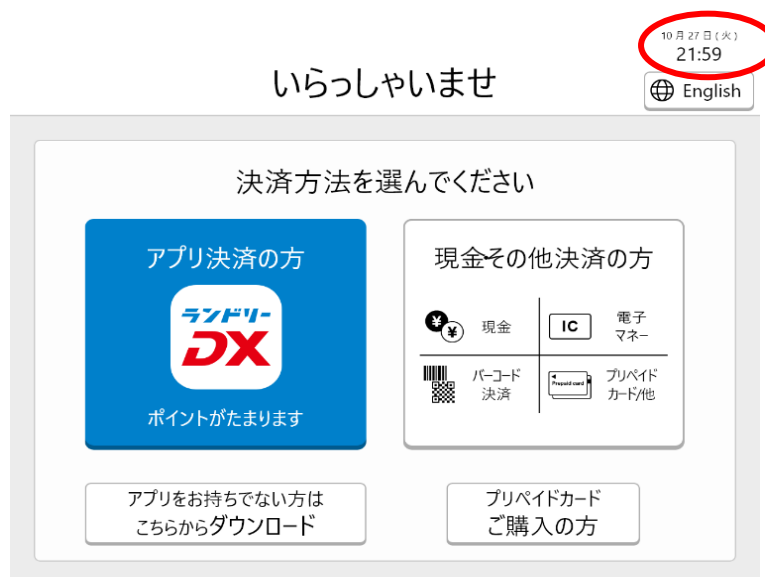 10月27日(火)
21:59
いらっしゃいませ
English
決済方法を選んでください
アプリ決済の方
ランドリー
DX
ポイントがたまります
現金その他決済の方
現金
IC
電子
マネー
バーコード
決済
Prepaid card
プリペイド
カード/他
アプリをお持ちでない方は
こちらからダウンロード
プリペイドカード
ご購入の方